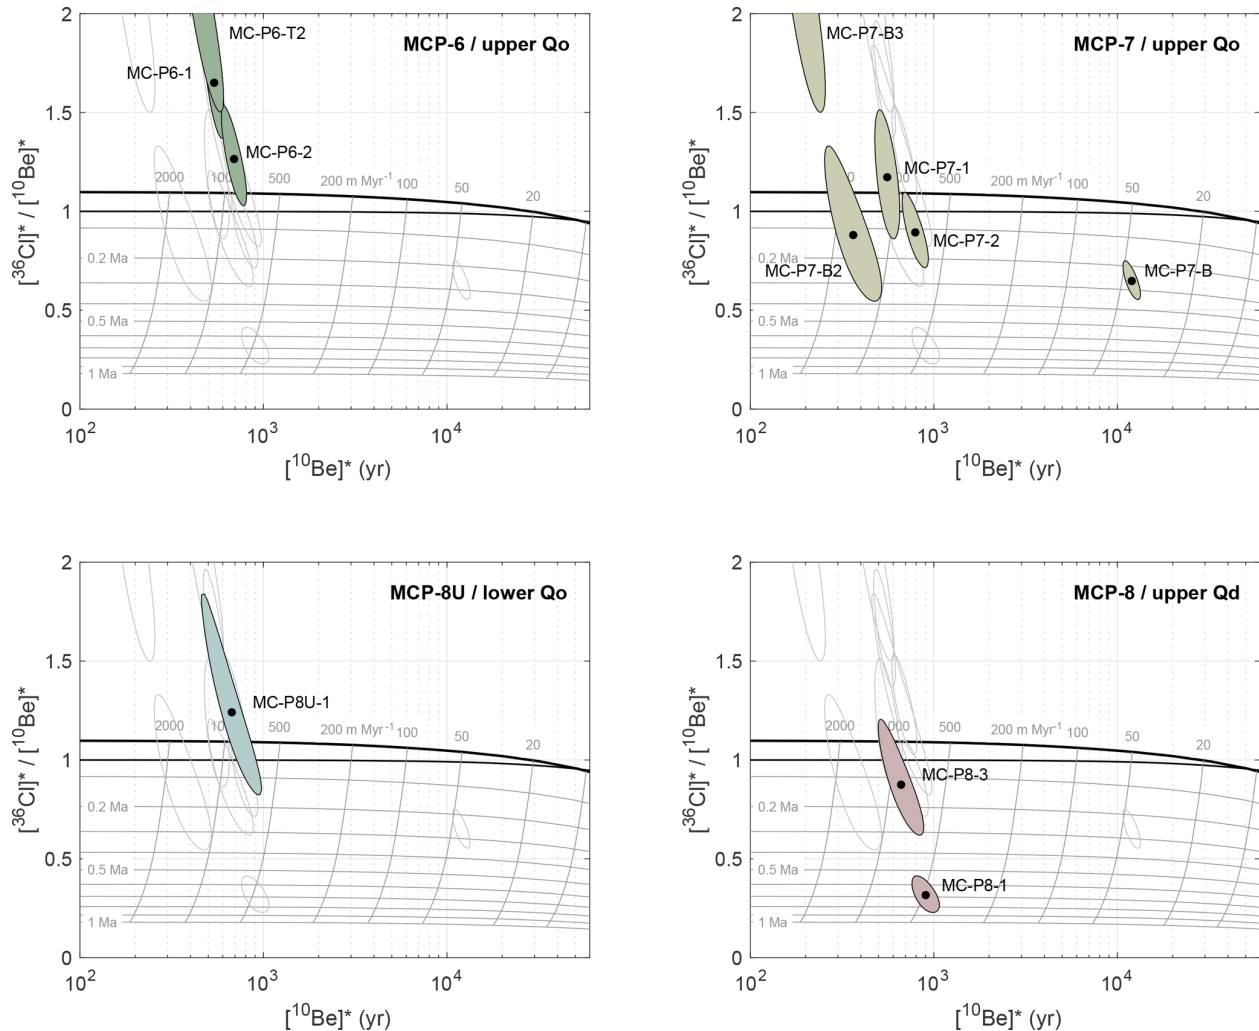 MCP-6 / upper Qo
MC-P6-T2
MC-P6-1
MC-P6-2
2000
100
500
200 m Myr⁻¹
100
50
20
0.2 Ma
0.5 Ma
1 Ma
2
1.5
1
0.5
0
10²
10³
10⁴
[³⁶Cl]* / [¹⁰Be]*
[¹⁰Be]* (yr)
MCP-7 / upper Qo
MC-P7-B3
MC-P7-1
MC-P7-2
MC-P7-B2
MC-P7-B
0
00
500
200 m Myr⁻¹
100
50
20
0.2 Ma
0.5 Ma
1 Ma
2
1.5
1
0.5
0
10²
10³
10⁴
[³⁶Cl]* / [¹⁰Be]*
[¹⁰Be]* (yr)
MCP-8U / lower Qo
MC-P8U-1
2000
10
500
200 m Myr⁻¹
100
50
20
0.2 Ma
0.5 Ma
1 Ma
2
1.5
1
0.5
0
10²
10³
10⁴
[³⁶Cl]* / [¹⁰Be]*
[¹⁰Be]* (yr)
MCP-8 / upper Qd
MC-P8-3
MC-P8-1
2000
000
500
200 m Myr⁻¹
100
50
20
0.2 Ma
0.5 Ma
1 Ma
2
1.5
1
0.5
0
10²
10³
10⁴
[³⁶Cl]* / [¹⁰Be]*
[¹⁰Be]* (yr)